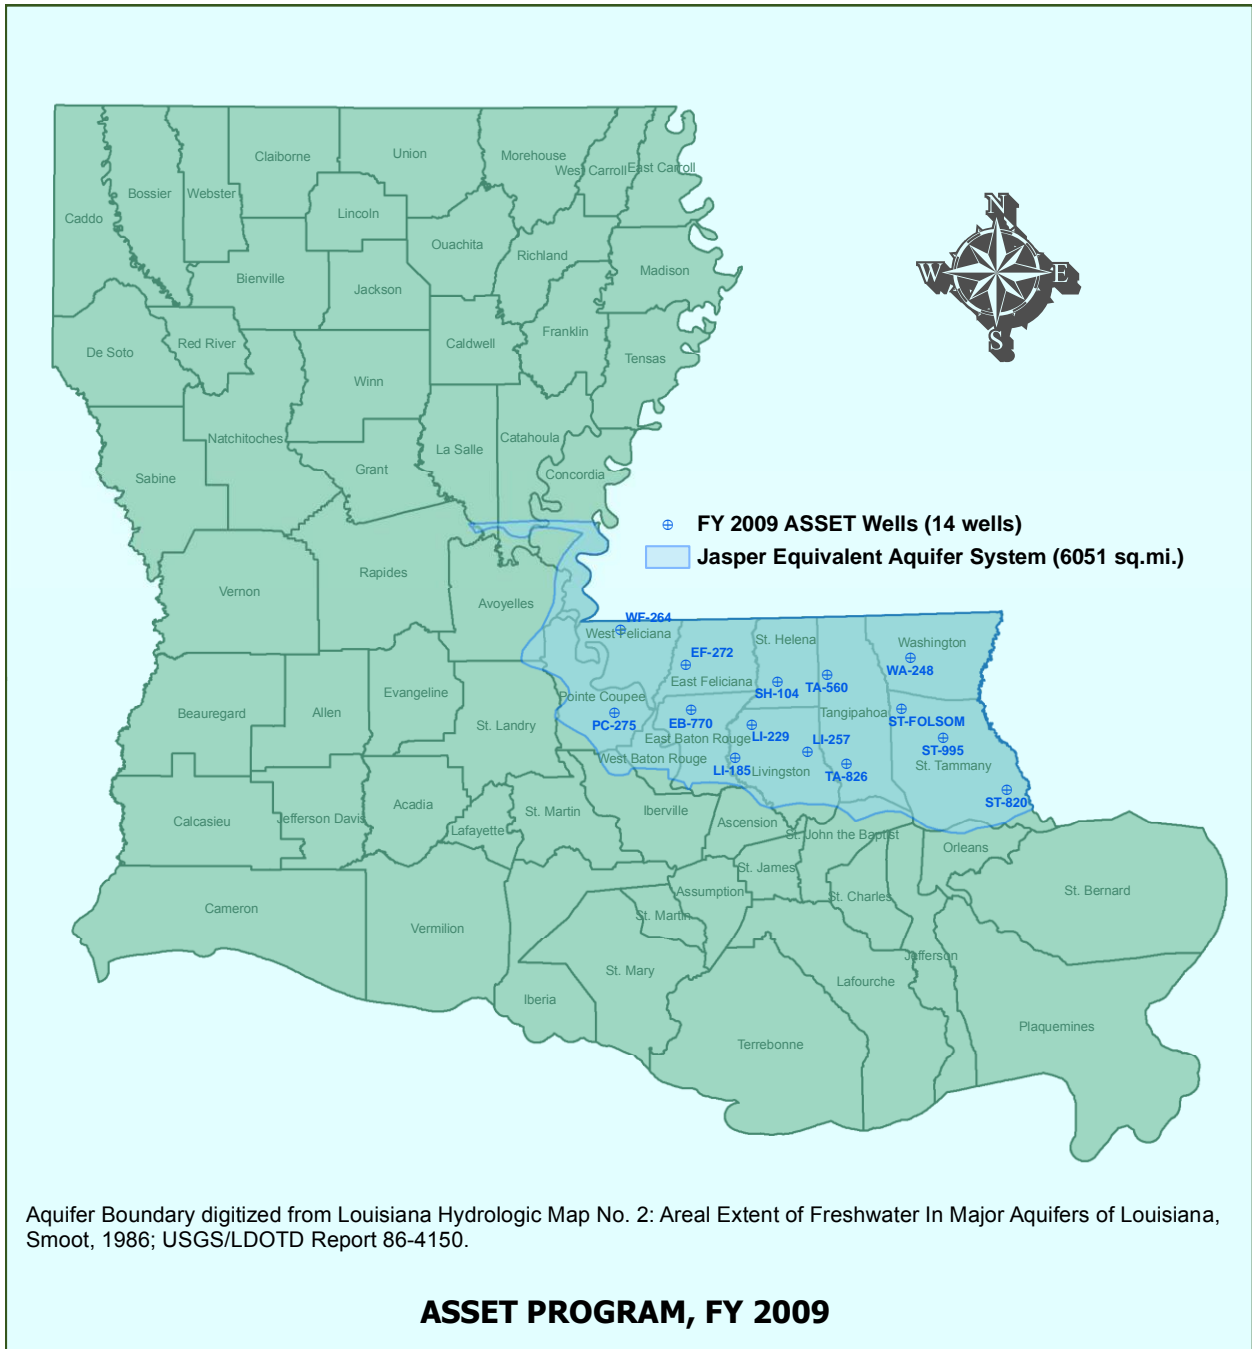 Claiborne
Union
Morehouse
West Carroll
East Carroll
Caddo
Bossier
Webster
Lincoln
Ouachita
Richland
Madison
Bienville
Jackson
De Soto
Red River
Caldwell
Franklin
Tensas
Winn
Natchitoches
La Salle
Catahoula
Sabine
Grant
Concordia
N
W
E
S
FY 2009 ASSET Wells (14 wells)
Jasper Equivalent Aquifer System (6051 sq.mi.)
Vernon
Rapides
Avoyelles
WF-264
West Feliciana
St. Helena
Washington
EF-272
WA-248
East Feliciana
SH-104
TA-560
Evangeline
Pointe Coupee
Beauregard
Allen
St. Landry
PC-275
EB-770
Tangipahoa
ST-FOLSOM
LI-229
East Baton Rouge
LI-257
ST-995
West Baton Rouge
LI-185
Livingston
TA-826
St. Tammany
ST-820
Calcasieu
Jefferson Davis
Acadia
Lafayette
St. Martin
Iberville
Ascension
St. John the Baptist
Orleans
St. James
Assumption
St. Charles
St. Bernard
Cameron
Vermilion
St. Martin
Jefferson
St. Mary
Iberia
Lafourche
Terrebonne
Plaquemines
Aquifer Boundary digitized from Louisiana Hydrologic Map No. 2: Areal Extent of Freshwater In Major Aquifers of Louisiana,
Smoot, 1986; USGS/LDOTD Report 86-4150.
ASSET PROGRAM, FY 2009